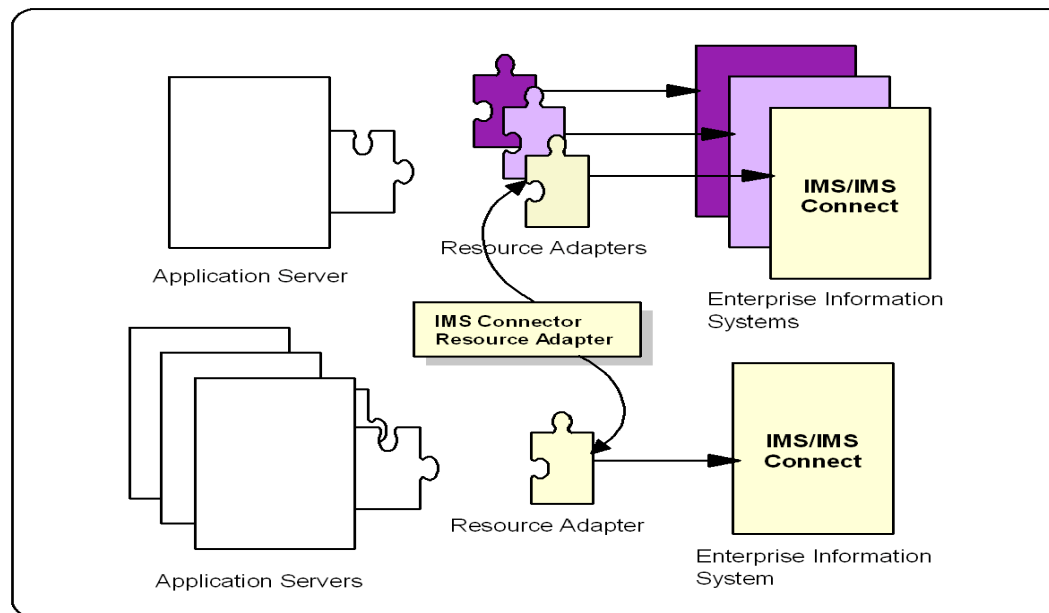 IMS/IMS
Connect
Resource Adapters
Application Server
Enterprise Information
Systems
IMS Connector
Resource Adapter
IMS/IMS
Connect
Resource Adapter
Enterprise Information
System
Application Servers